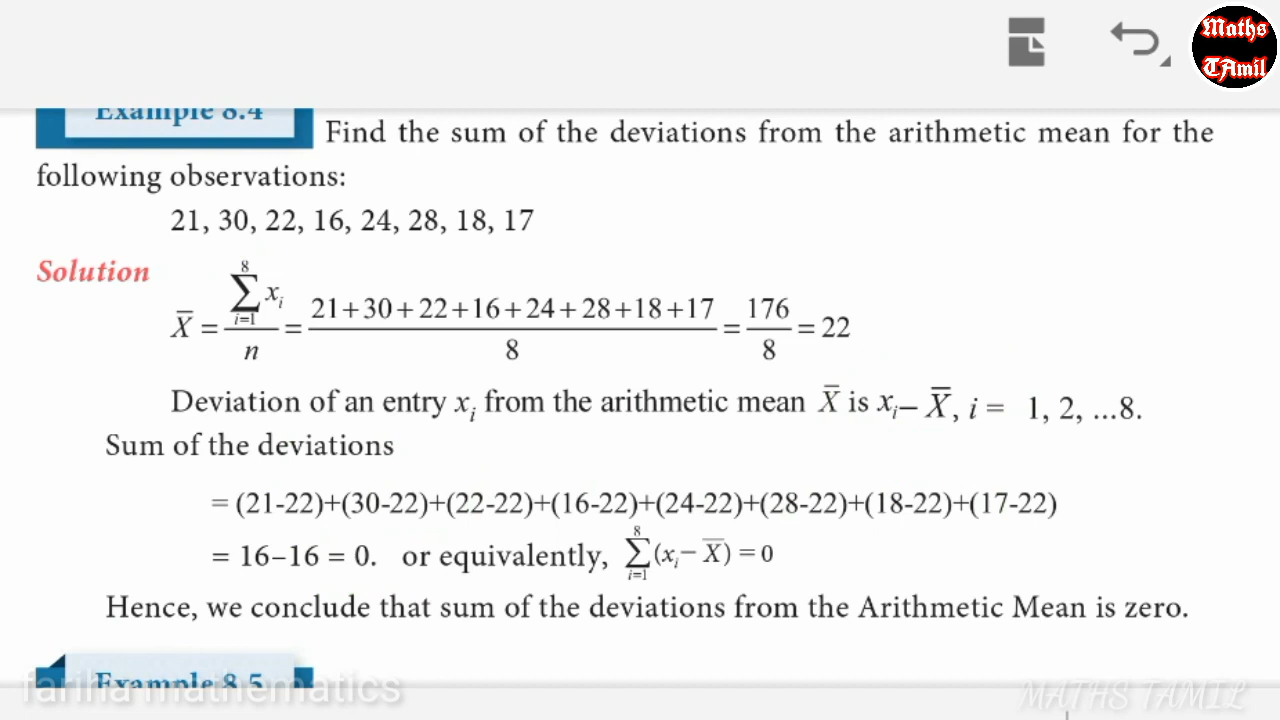 Maths
TAmil
Example 8.4
Find the sum of the deviations from the arithmetic mean for the
following observations:
21, 30, 22, 16, 24, 28, 18, 17
Solution
X̅ = ∑_{i=1}^{8} x_i / n = 21+30+22+16+24+28+18+17 / 8 = 176 / 8 = 22
Deviation of an entry x_i from the arithmetic mean X̅ is x_i – X̅, i = 1, 2, ...8.
Sum of the deviations
= (21-22)+(30-22)+(22-22)+(16-22)+(24-22)+(28-22)+(18-22)+(17-22)
= 16–16 = 0. or equivalently, ∑_{i=1}^{8} (x_i – X̅) = 0
Hence, we conclude that sum of the deviations from the Arithmetic Mean is zero.
Example 8.5
fariha mathematics
MATHS TAMIL